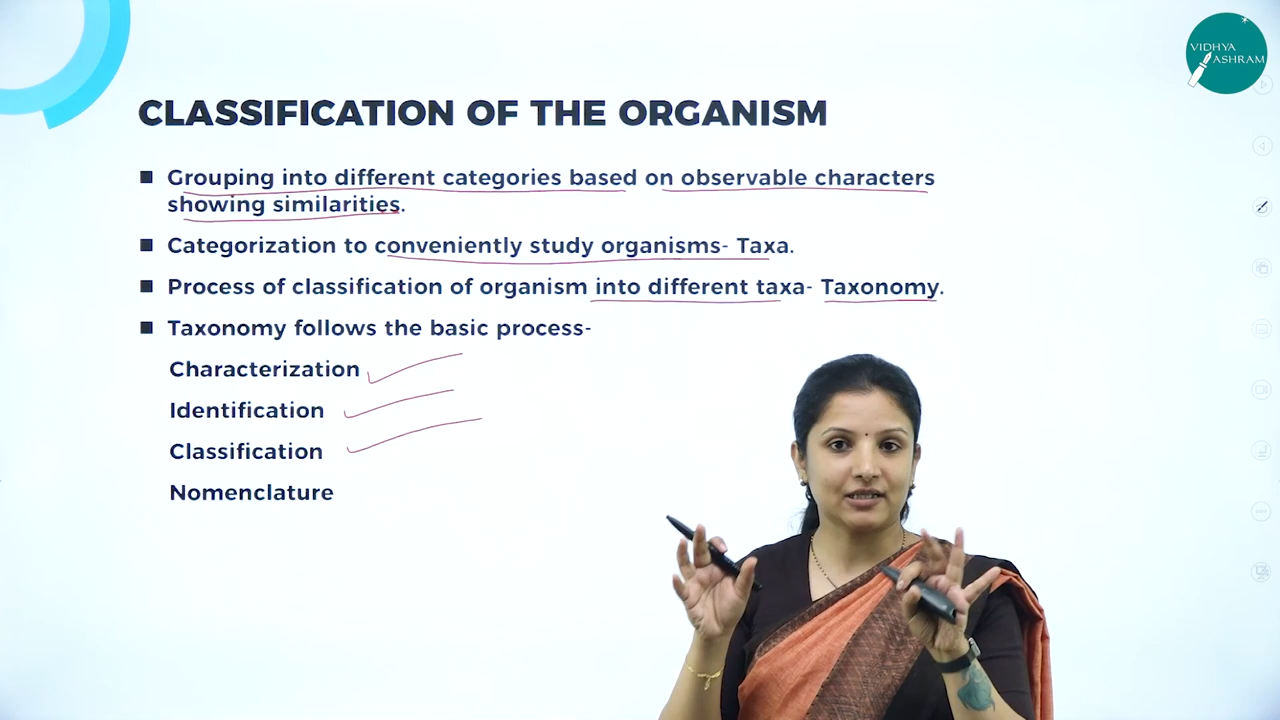 VIDHYA
ASHRAM
CLASSIFICATION OF THE ORGANISM
■ Grouping into different categories based on observable characters
showing similarities.
■ Categorization to conveniently study organisms- Taxa.
■ Process of classification of organism into different taxa- Taxonomy.
■ Taxonomy follows the basic process-
Characterization
Identification
Classification
Nomenclature